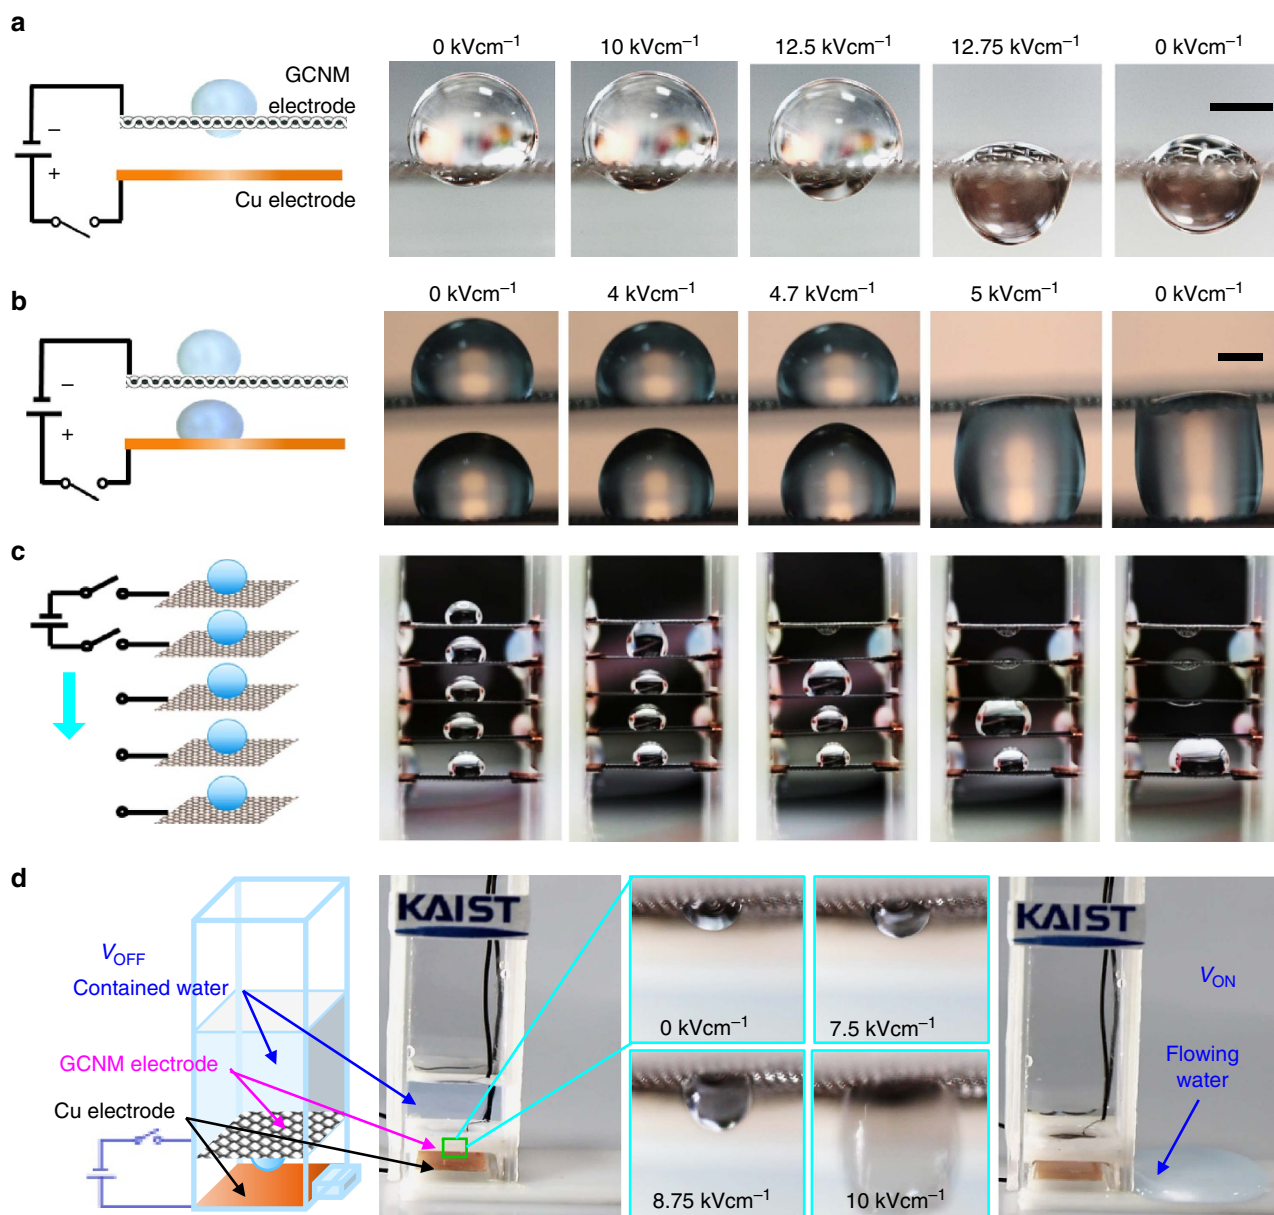 a
GCNM
electrode
−
+
Cu electrode
0 kVcm⁻¹
10 kVcm⁻¹
12.5 kVcm⁻¹
12.75 kVcm⁻¹
0 kVcm⁻¹
b
−
+
0 kVcm⁻¹
4 kVcm⁻¹
4.7 kVcm⁻¹
5 kVcm⁻¹
0 kVcm⁻¹
c
d
V_OFF
Contained water
GCNM electrode
Cu electrode
KAIST
0 kVcm⁻¹
7.5 kVcm⁻¹
8.75 kVcm⁻¹
10 kVcm⁻¹
KAIST
V_ON
Flowing
water